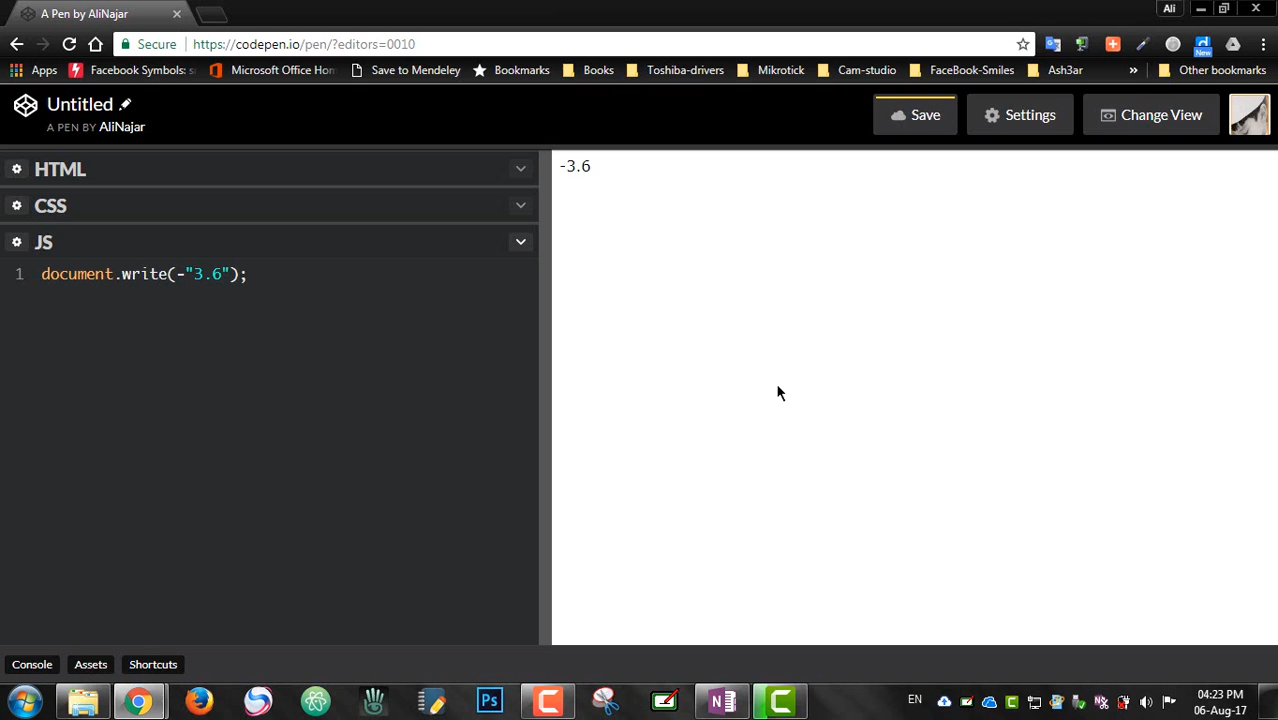 A Pen by AliNajar
Ali
Secure https://codepen.io/pen/?editors=0010
New
Apps Facebook Symbols: s Microsoft Office Hom Save to Mendeley Bookmarks Books Toshiba-drivers Mikrotick Cam-studio FaceBook-Smiles Ash3ar » Other bookmarks
Untitled
A PEN BY AliNajar
Save Settings Change View
HTML
CSS
JS
1 document.write(-"3.6");
-3.6
Console Assets Shortcuts
Ps
N
C
EN
04:23 PM
06-Aug-17